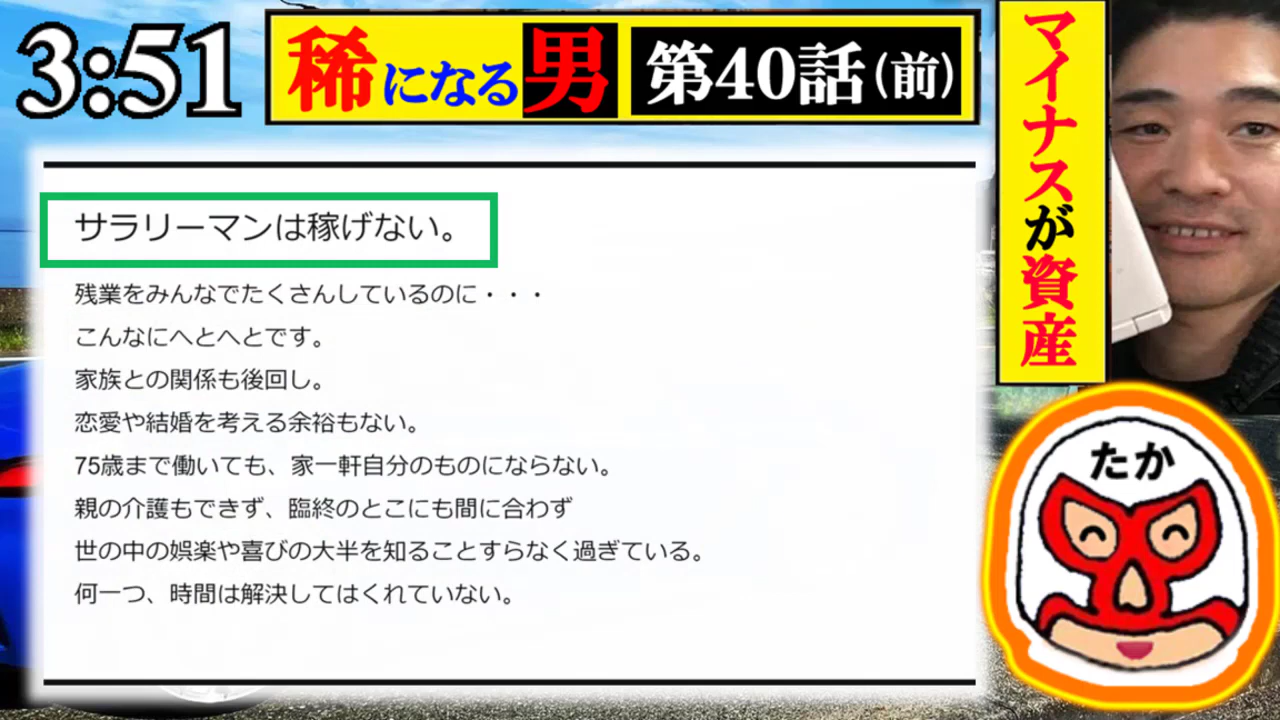 3:51
稀になる男 第40話(前)
マイナスが資産
サラリーマンは稼げない。
残業をみんなでたくさんしているのに・・・
こんなにへとへとです。
家族との関係も後回し。
恋愛や結婚を考える余裕もない。
75歳まで働いても、家一軒自分のものにならない。
親の介護もできず、臨終のとこにも間に合わず
世の中の娯楽や喜びの大半を知ることすらなく過ぎている。
何一つ、時間は解決してはくれていない。
たか